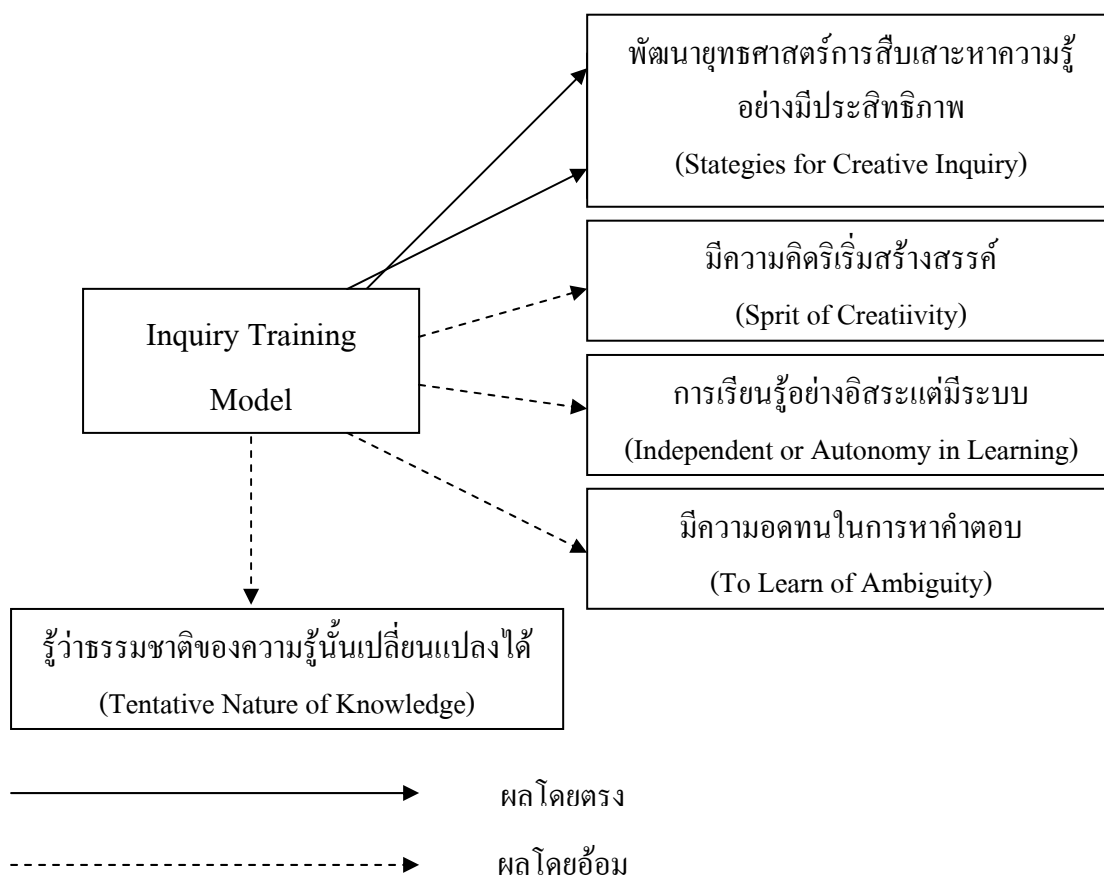 พัฒนายุทธศาสตร์การสืบเสาะหาความรู้
อย่างมีประสิทธิภาพ
(Stategies for Creative Inquiry)
มีความคิดริเริ่มสร้างสรรค์
(Sprit of Creatiivity)
Inquiry Training
Model
การเรียนรู้อย่างอิสระแต่มีระบบ
(Independent or Autonomy in Learning)
มีความอดทนในการหาคำตอบ
(To Learn of Ambiguity)
รู้ว่าธรรมชาติของความรู้นั้นเปลี่ยนแปลงได้
(Tentative Nature of Knowledge)
ผลโดยตรง
ผลโดยอ้อม